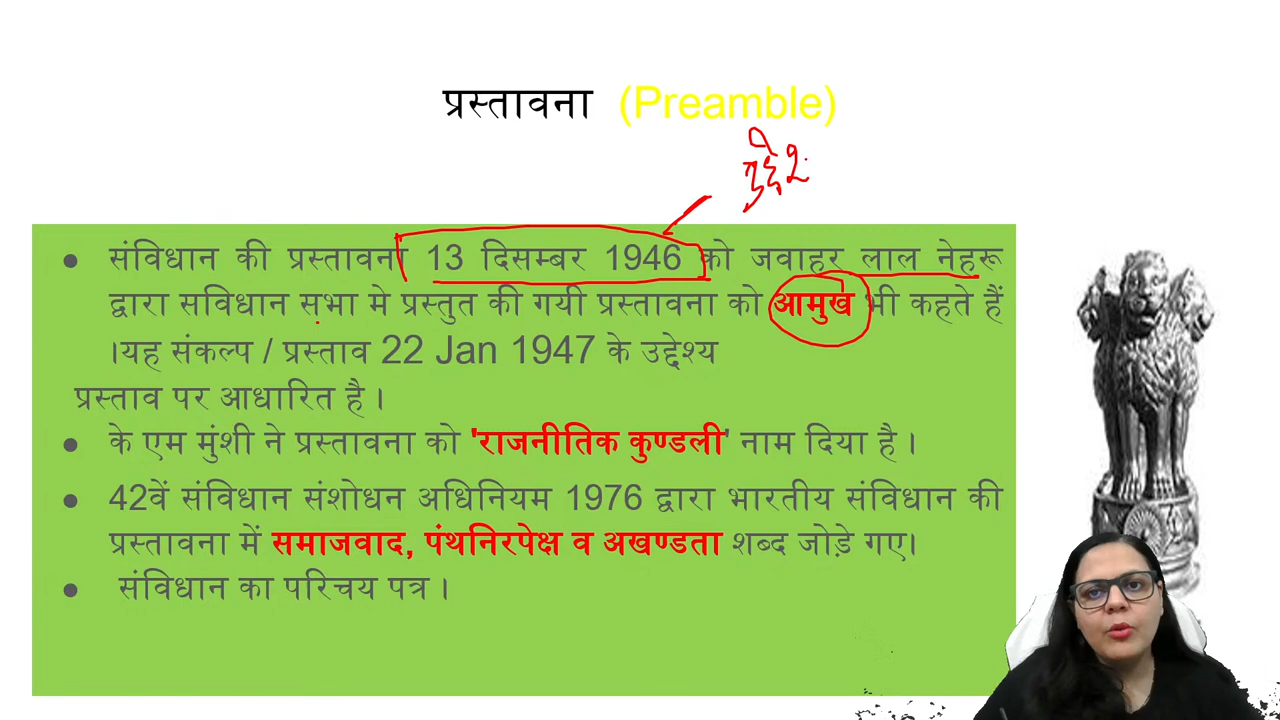 प्रस्तावना (Preamble)
उद्देश
● संविधान की प्रस्तावना 13 दिसम्बर 1946 को जवाहर लाल नेहरू
द्वारा सविधान सभा मे प्रस्तुत की गयी प्रस्तावना को आमुख भी कहते हैं
।यह संकल्प / प्रस्ताव 22 Jan 1947 के उद्देश्य
प्रस्ताव पर आधारित है ।
● के एम मुंशी ने प्रस्तावना को 'राजनीतिक कुण्डली' नाम दिया है ।
● 42वें संविधान संशोधन अधिनियम 1976 द्वारा भारतीय संविधान की
प्रस्तावना में समाजवाद, पंथनिरपेक्ष व अखण्डता शब्द जोड़े गए।
● संविधान का परिचय पत्र ।